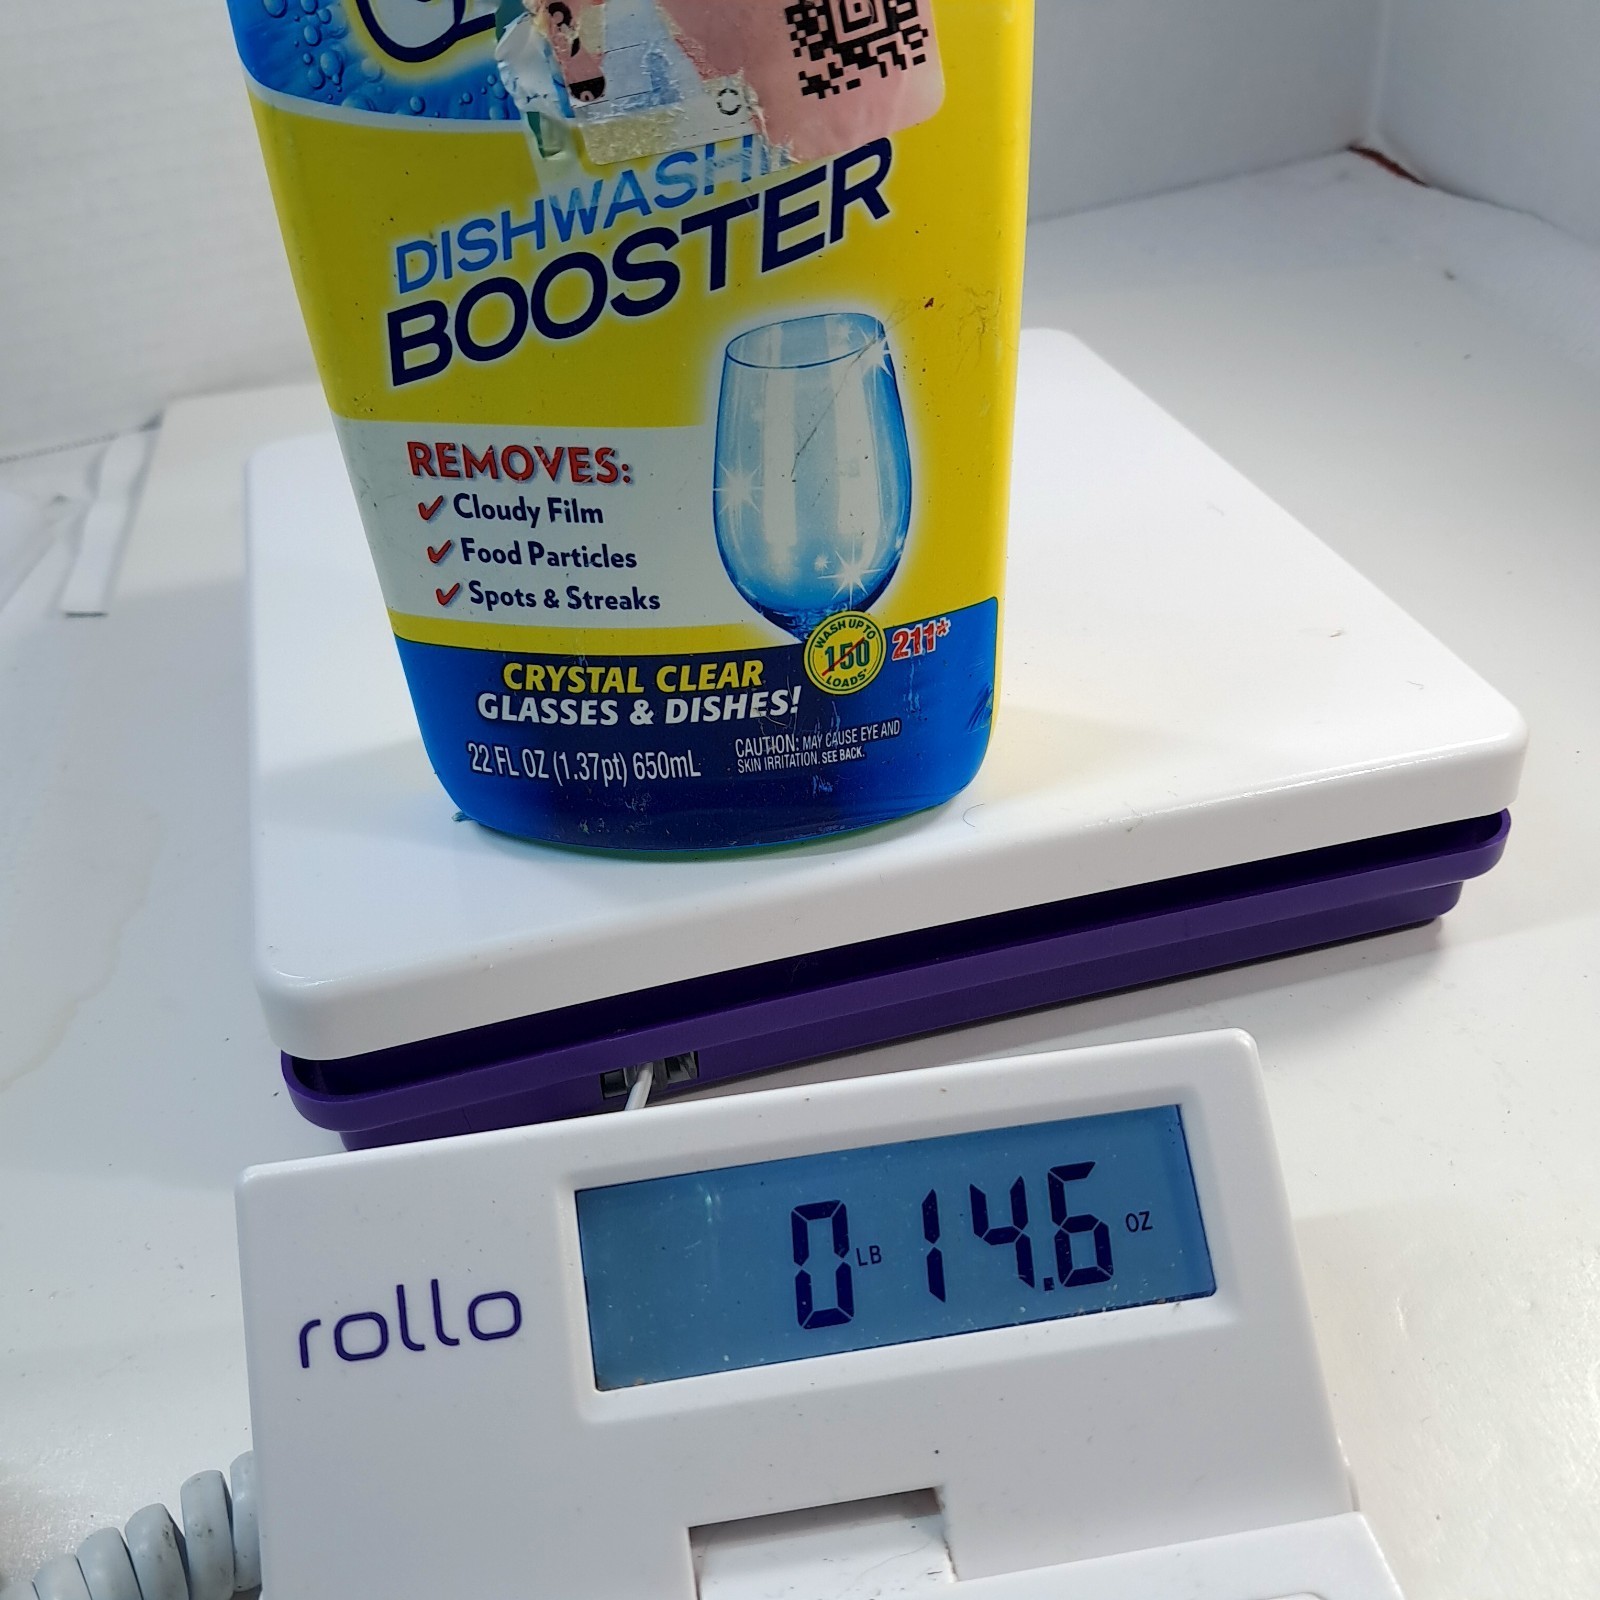 DISHWASH
BOOSTER
REMOVES:
Cloudy Film
Food Particles
Spots & Streaks
WASH UP TO
150
LOADS*
211*
CRYSTAL CLEAR
GLASSES & DISHES!
22 FL OZ (1.37pt) 650mL
CAUTION: MAY CAUSE EYE AND
SKIN IRRITATION. SEE BACK.
0 LB 14.6 OZ
rollo